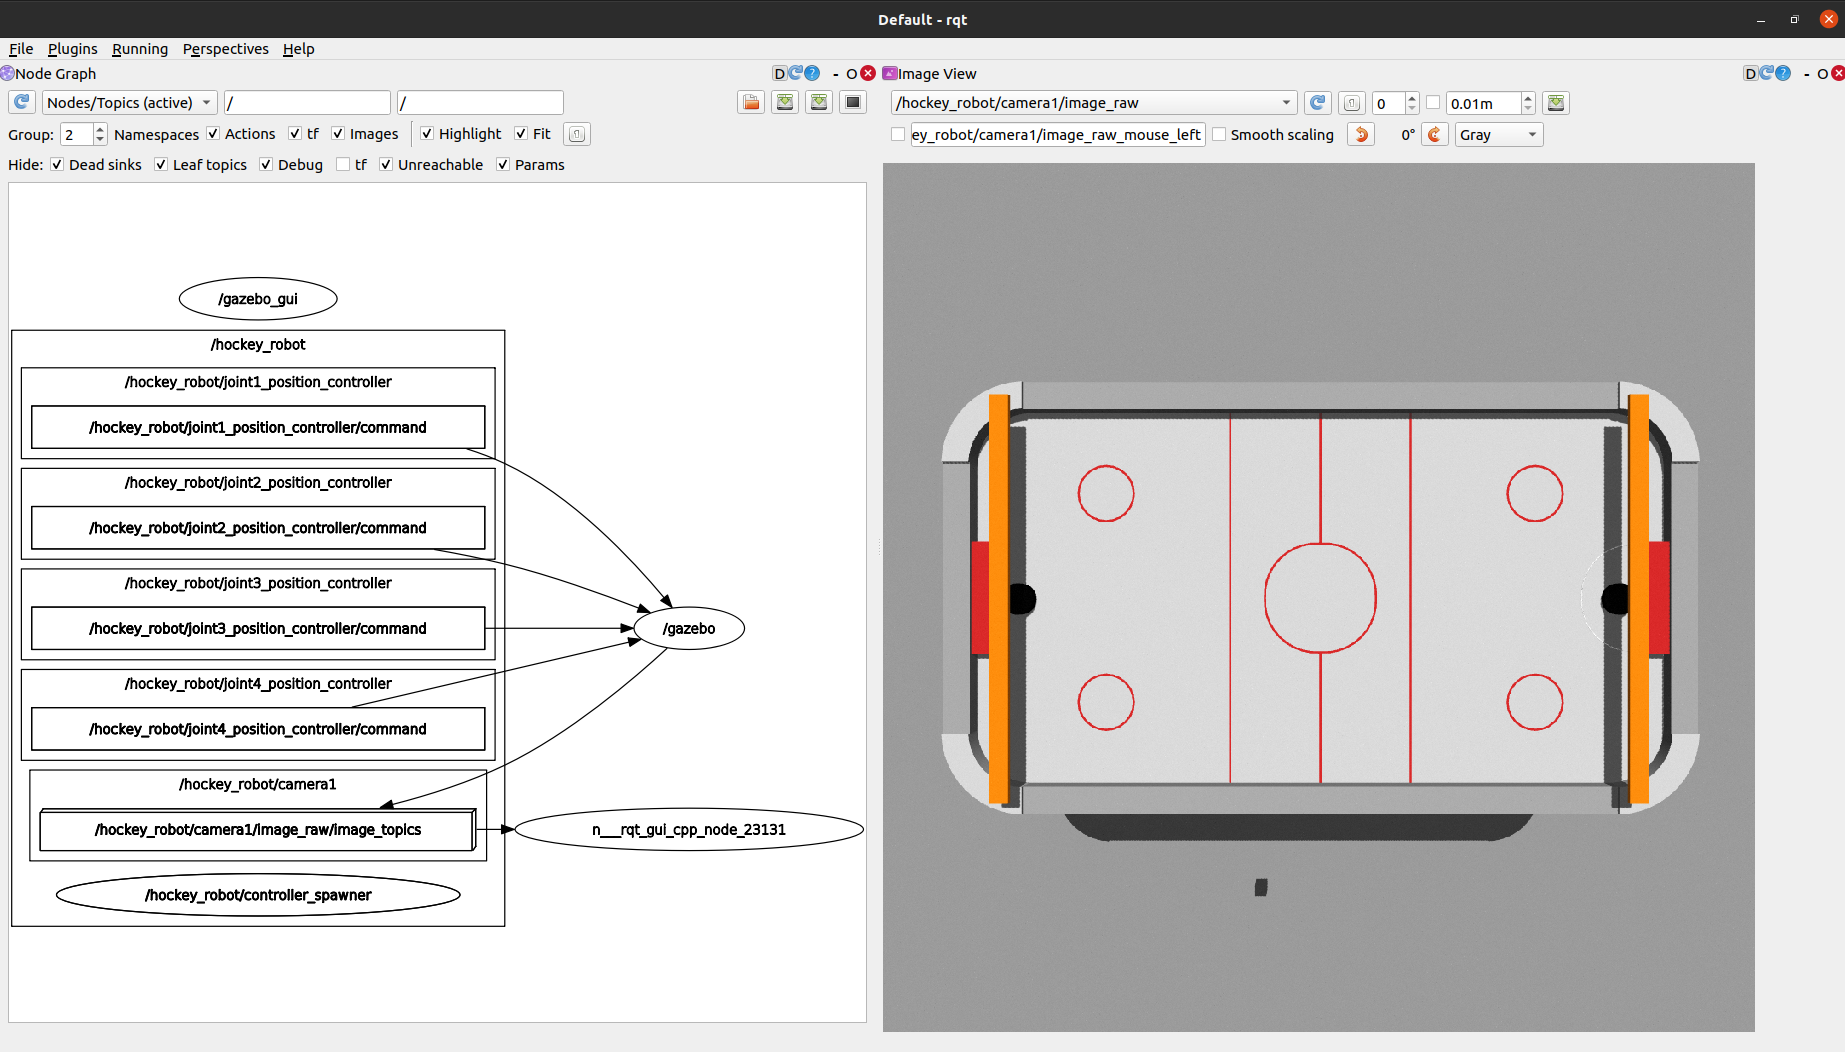 Default - rqt
File Plugins Running Perspectives Help
Node Graph D - O
Nodes/Topics (active) / /
Group: 2 Namespaces Actions tf Images Highlight Fit
Hide: Dead sinks Leaf topics Debug tf Unreachable Params
/gazebo_gui
/hockey_robot
/hockey_robot/joint1_position_controller
/hockey_robot/joint1_position_controller/command
/hockey_robot/joint2_position_controller
/hockey_robot/joint2_position_controller/command
/hockey_robot/joint3_position_controller
/hockey_robot/joint3_position_controller/command
/gazebo
/hockey_robot/joint4_position_controller
/hockey_robot/joint4_position_controller/command
/hockey_robot/camera1
/hockey_robot/camera1/image_raw/image_topics
n___rqt_gui_cpp_node_23131
/hockey_robot/controller_spawner
Image View D - O
/hockey_robot/camera1/image_raw 0 0.01m
ey_robot/camera1/image_raw_mouse_left Smooth scaling 0° Gray